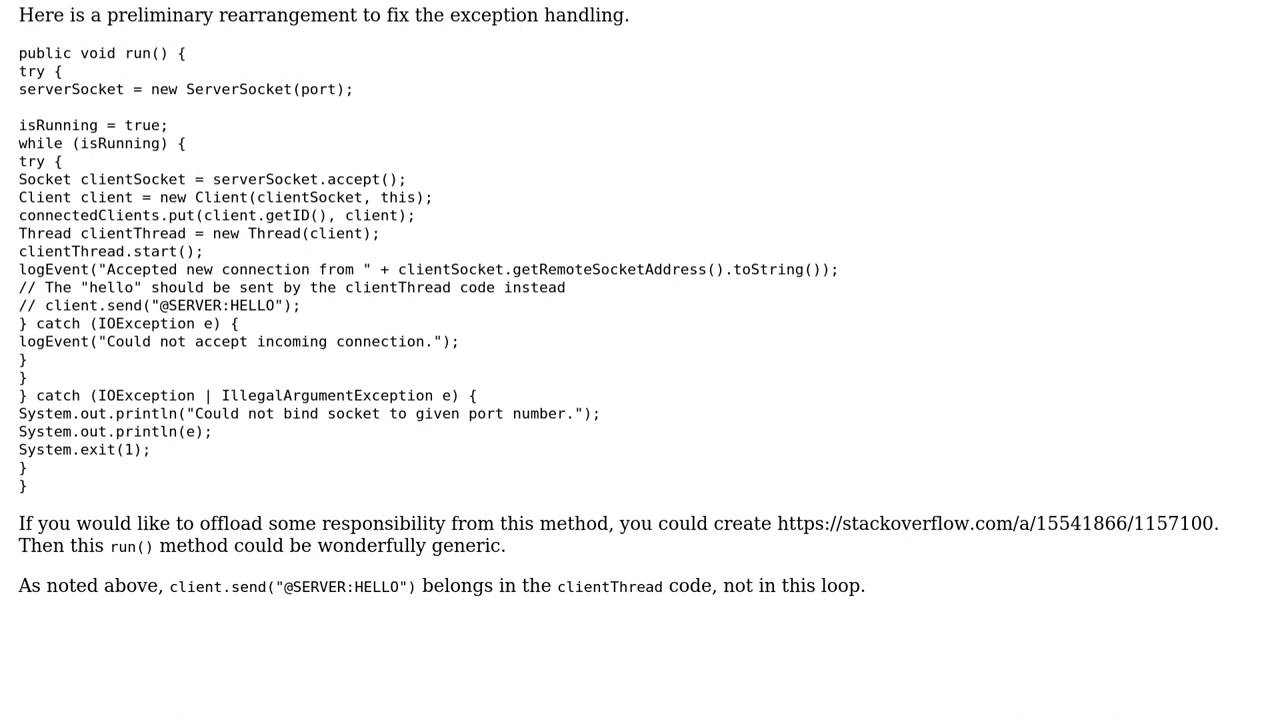 Here is a preliminary rearrangement to fix the exception handling.
public void run() {
try {
serverSocket = new ServerSocket(port);
isRunning = true;
while (isRunning) {
try {
Socket clientSocket = serverSocket.accept();
Client client = new Client(clientSocket, this);
connectedClients.put(client.getID(), client);
Thread clientThread = new Thread(client);
clientThread.start();
logEvent("Accepted new connection from " + clientSocket.getRemoteSocketAddress().toString());
// The "hello" should be sent by the clientThread code instead
// client.send("@SERVER:HELLO");
} catch (IOException e) {
logEvent("Could not accept incoming connection.");
}
}
} catch (IOException | IllegalArgumentException e) {
System.out.println("Could not bind socket to given port number.");
System.out.println(e);
System.exit(1);
}
}
If you would like to offload some responsibility from this method, you could create https://stackoverflow.com/a/15541866/1157100.
Then this run() method could be wonderfully generic.
As noted above, client.send("@SERVER:HELLO") belongs in the clientThread code, not in this loop.